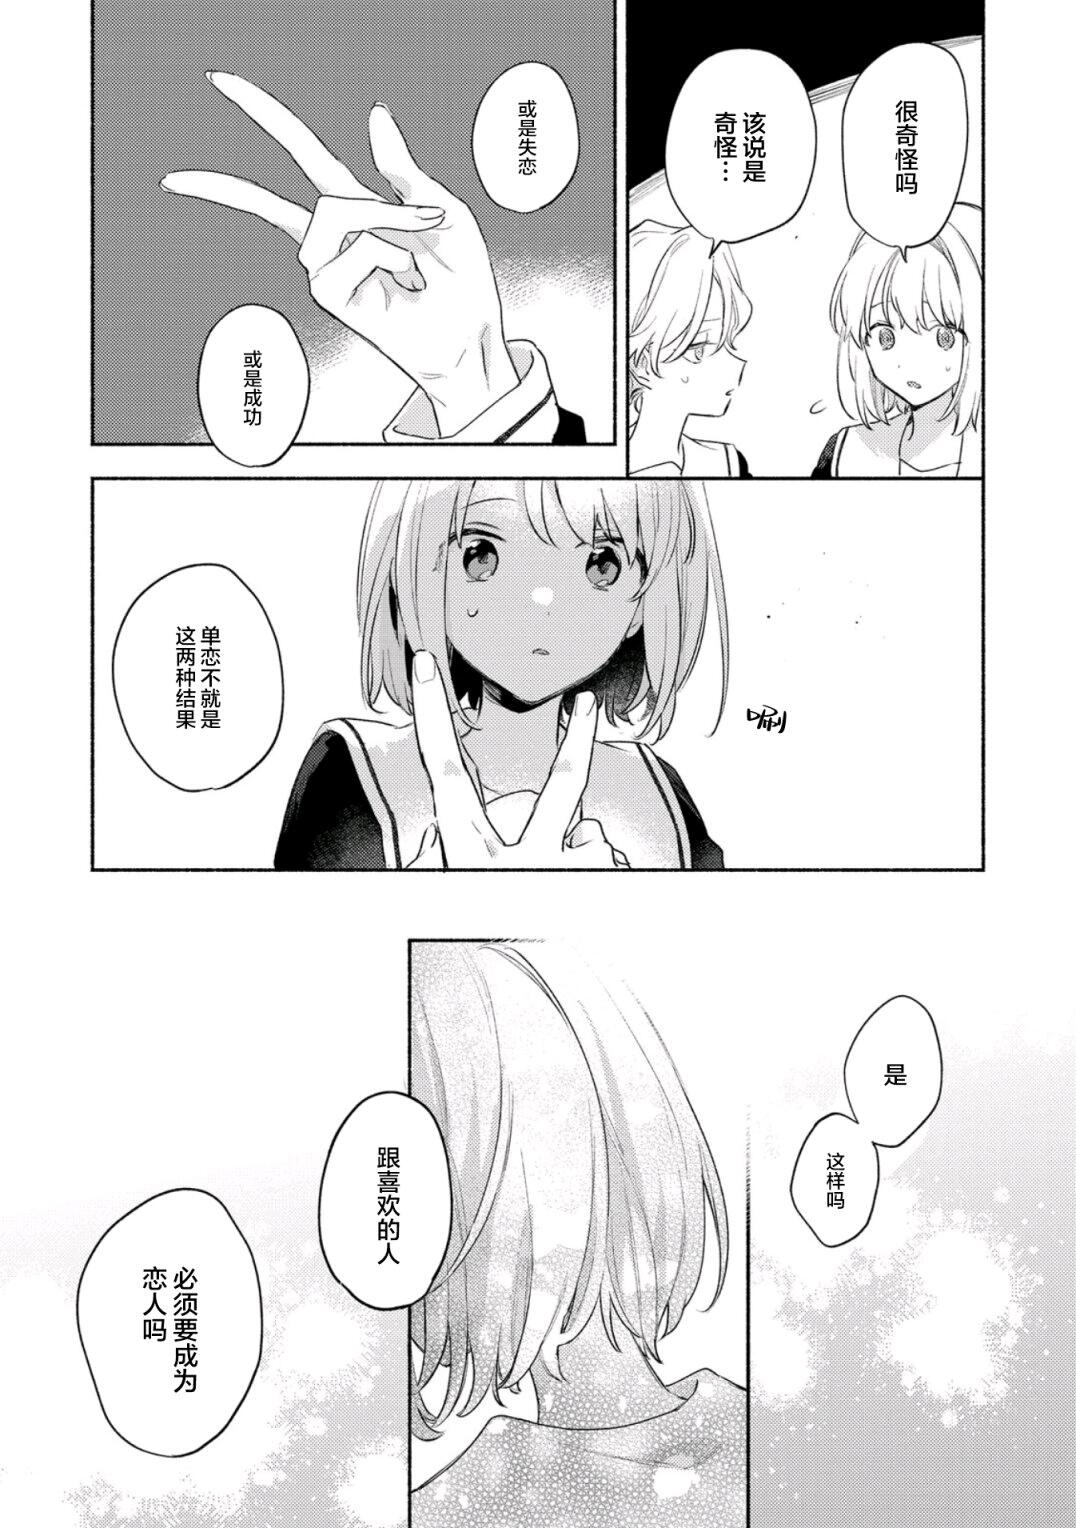 很奇怪吗
该说是
奇怪…
或是失恋
或是成功
唰
单恋不就是
这两种结果
是
这样吗
跟喜欢的人
必须要成为
恋人吗